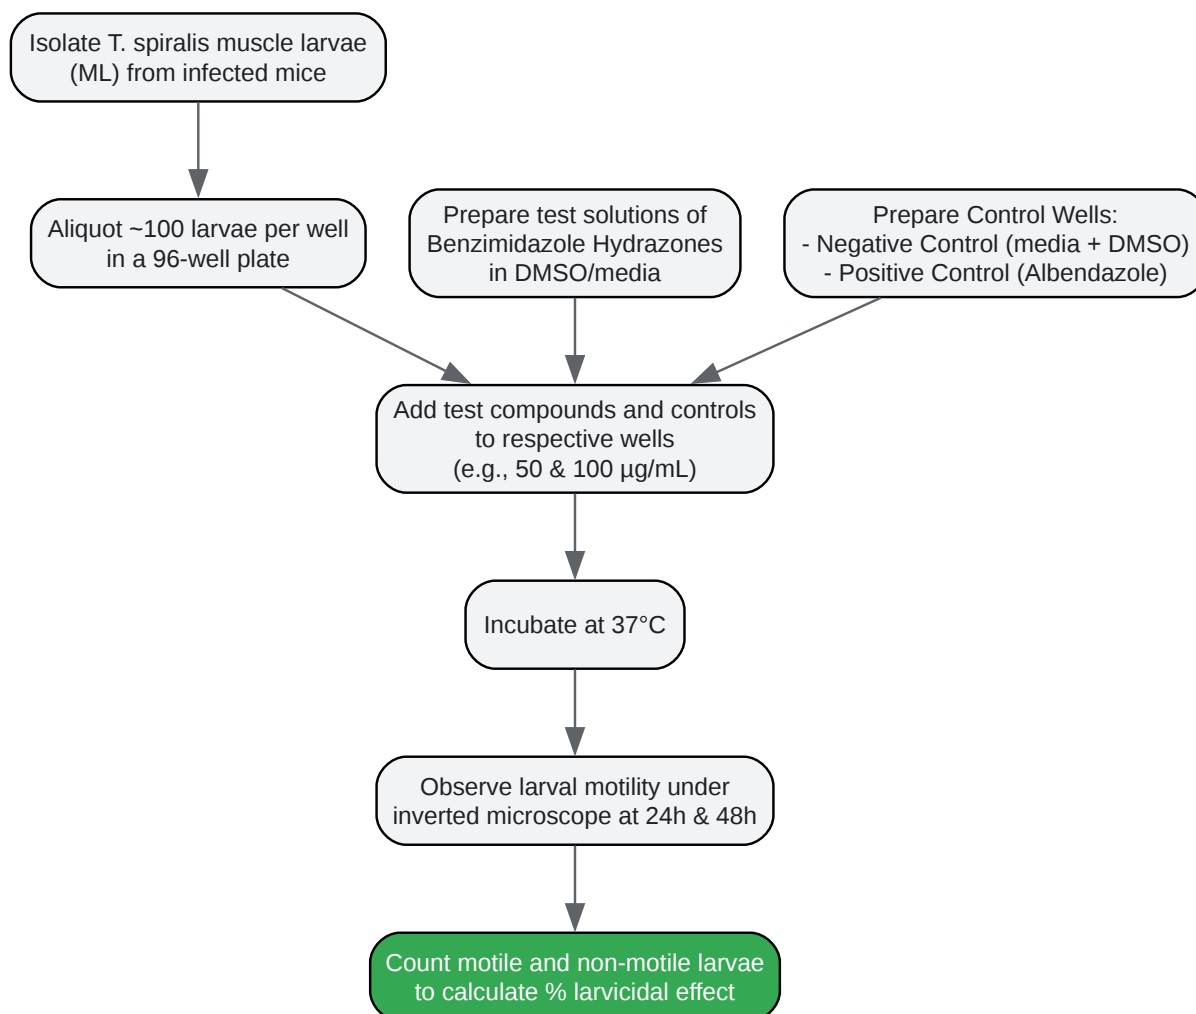 Isolate T. spiralis muscle larvae
(ML) from infected mice
Aliquot ~100 larvae per well
in a 96-well plate
Prepare test solutions of
Benzimidazole Hydrazones
in DMSO/media
Prepare Control Wells:
- Negative Control (media + DMSO)
- Positive Control (Albendazole)
Add test compounds and controls
to respective wells
(e.g., 50 & 100 µg/mL)
Incubate at 37°C
Observe larval motility under
inverted microscope at 24h & 48h
Count motile and non-motile larvae
to calculate % larvicidal effect